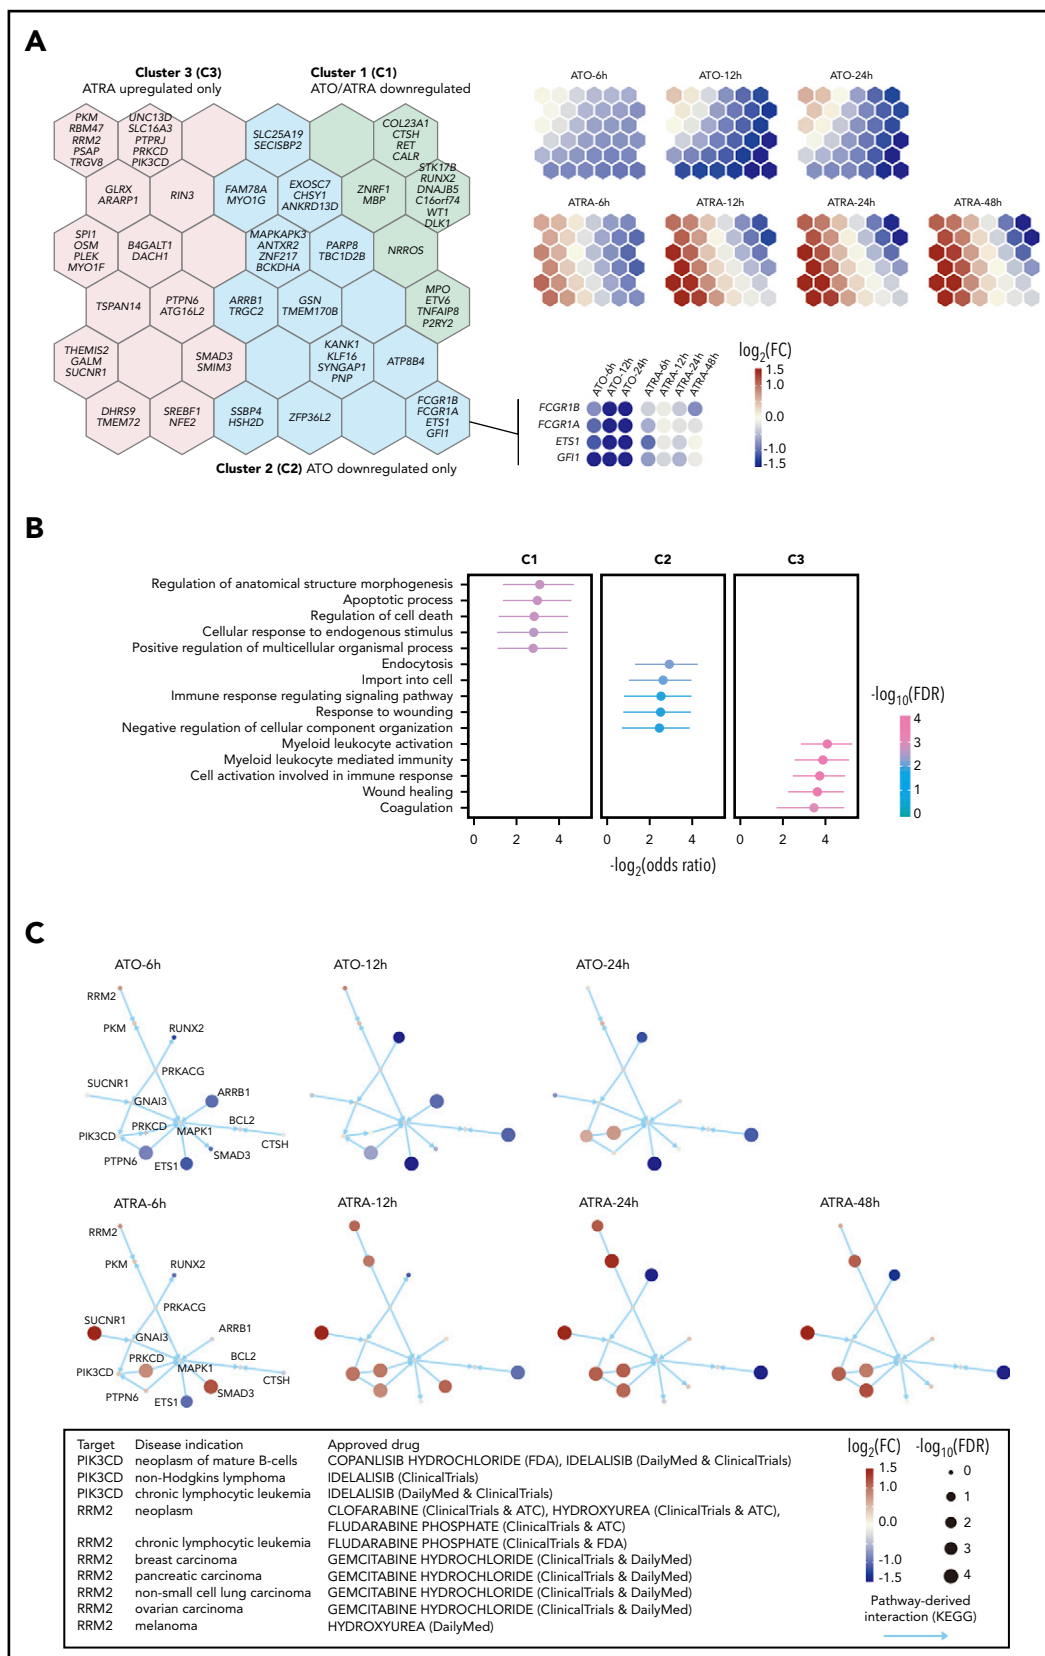 A
Cluster 3 (C3)
ATRA upregulated only
Cluster 1 (C1)
ATO/ATRA downregulated
PKM
RBM47
RRM2
PSAP
TRGV8
UNC13D
SLC16A3
PTPRJ
PRKCD
PIK3CD
SLC25A19
SECISBP2
COL23A1
CTSH
RET
CALR
GLRX
ARARP1
RIN3
FAM78A
MYO1G
EXOSC7
CHSY1
ANKRD13D
ZNRF1
MBP
STK17B
RUNX2
DNAJB5
C16orf74
WT1
DLK1
SPI1
OSM
PLEK
MYO1F
B4GALT1
DACH1
MAPKAPK3
ANTXR2
ZNF217
BCKDHA
PARP8
TBC1D2B
NRROS
TSPAN14
PTPN6
ATG16L2
ARRB1
TRGC2
GSN
TMEM170B
MPO
ETV6
TNFAIP8
P2RY2
THEMIS2
GALM
SUCNR1
SMAD3
SMIM3
KANK1
KLF16
SYNGAP1
PNP
ATP8B4
DHRS9
TMEM72
SREBF1
NFE2
SSBP4
HSH2D
ZFP36L2
FCGR1B
FCGR1A
ETS1
GFI1
Cluster 2 (C2) ATO downregulated only
ATO-6h
ATO-12h
ATO-24h
ATRA-6h
ATRA-12h
ATRA-24h
ATRA-48h
ATO-6h
ATO-12h
ATO-24h
ATRA-6h
ATRA-12h
ATRA-24h
ATRA-48h
FCGR1B
FCGR1A
ETS1
GFI1
log2(FC)
1.5
1.0
0.0
-1.0
-1.5
B
C1
C2
C3
Regulation of anatomical structure morphogenesis
Apoptotic process
Regulation of cell death
Cellular response to endogenous stimulus
Positive regulation of multicellular organismal process
Endocytosis
Import into cell
Immune response regulating signaling pathway
Response to wounding
Negative regulation of cellular component organization
Myeloid leukocyte activation
Myeloid leukocyte mediated immunity
Cell activation involved in immune response
Wound healing
Coagulation
0 2 4
0 2 4
0 2 4
-log2(odds ratio)
-log10(FDR)
4
3
2
1
0
C
ATO-6h
RRM2
PKM
RUNX2
PRKACG
SUCNR1
GNAI3
ARRB1
PRKCD
MAPK1
BCL2
PIK3CD
CTSH
PTPN6
ETS1
SMAD3
ATO-12h
ATO-24h
ATRA-6h
RRM2
PKM
RUNX2
PRKACG
SUCNR1
GNAI3
ARRB1
PRKCD
MAPK1
BCL2
PIK3CD
CTSH
PTPN6
ETS1
SMAD3
ATRA-12h
ATRA-24h
ATRA-48h
Target Disease indication Approved drug
PIK3CD neoplasm of mature B-cells COPANLISIB HYDROCHLORIDE (FDA), IDELALISIB (DailyMed & ClinicalTrials)
PIK3CD non-Hodgkins lymphoma IDELALISIB (ClinicalTrials)
PIK3CD chronic lymphocytic leukemia IDELALISIB (DailyMed & ClinicalTrials)
RRM2 neoplasm CLOFARABINE (ClinicalTrials & ATC), HYDROXYUREA (ClinicalTrials & ATC),
FLUDARABINE PHOSPHATE (ClinicalTrials & ATC)
RRM2 chronic lymphocytic leukemia FLUDARABINE PHOSPHATE (ClinicalTrials & FDA)
RRM2 breast carcinoma GEMCITABINE HYDROCHLORIDE (ClinicalTrials & DailyMed)
RRM2 pancreatic carcinoma GEMCITABINE HYDROCHLORIDE (ClinicalTrials & DailyMed)
RRM2 non-small cell lung carcinoma GEMCITABINE HYDROCHLORIDE (ClinicalTrials & DailyMed)
RRM2 ovarian carcinoma GEMCITABINE HYDROCHLORIDE (ClinicalTrials & DailyMed)
RRM2 melanoma HYDROXYUREA (DailyMed)
log2(FC)
1.5
1.0
0.0
-1.0
-1.5
-log10(FDR)
0
1
2
3
4
Pathway-derived
interaction (KEGG)